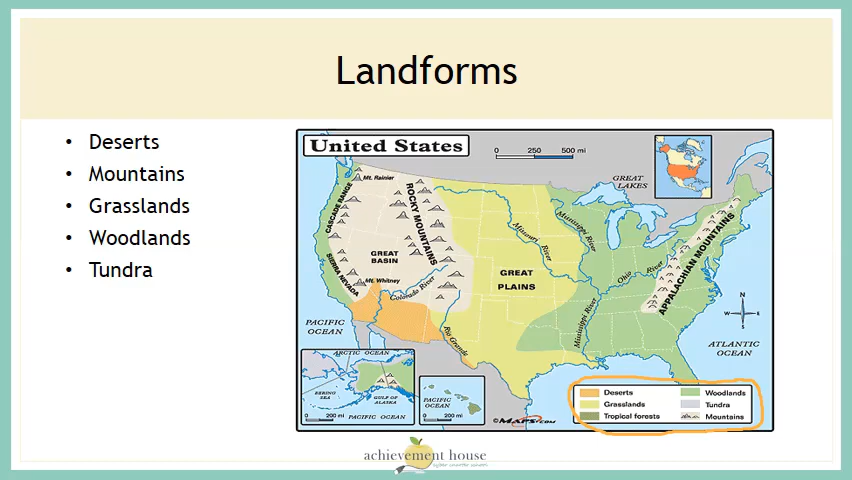 Landforms
• Deserts
• Mountains
• Grasslands
• Woodlands
• Tundra
United States
0 250 500 mi
GREAT
LAKES
Mt. Rainier
CASCADE RANGE
ROCKY MOUNTAINS
Missouri River
Mississippi River
GREAT
BASIN
GREAT
PLAINS
Ohio River
APPALACHIAN MOUNTAINS
SIERRA NEVADA
Mt. Whitney
Colorado River
Mississippi River
Rio Grande
N
W E
S
PACIFIC
OCEAN
ATLANTIC
OCEAN
ARCTIC OCEAN
BERING
SEA
GULF OF
ALASKA
0 200 mi
PACIFIC OCEAN
PACIFIC
OCEAN
0 200 mi
©MAPS.COM
Deserts
Grasslands
Tropical forests
Woodlands
Tundra
Mountains
achievement house